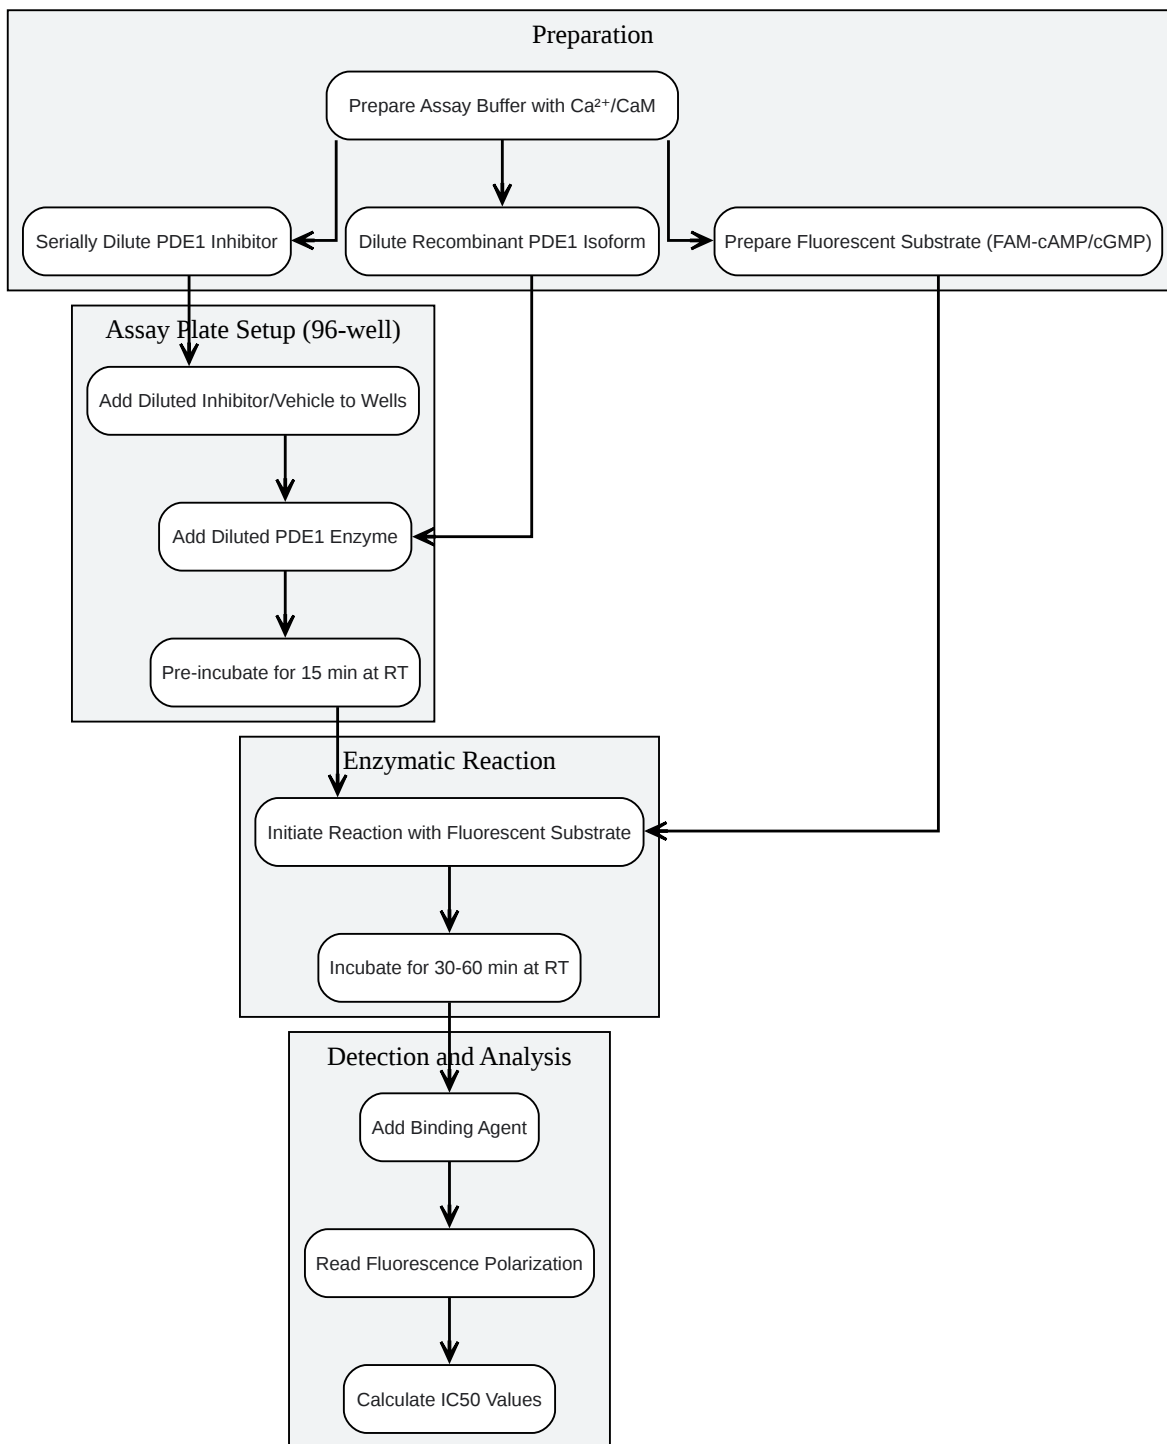 Preparation
Prepare Assay Buffer with Ca²⁺/CaM
Serially Dilute PDE1 Inhibitor
Dilute Recombinant PDE1 Isoform
Prepare Fluorescent Substrate (FAM-cAMP/cGMP)
Assay Plate Setup (96-well)
Add Diluted Inhibitor/Vehicle to Wells
Add Diluted PDE1 Enzyme
Pre-incubate for 15 min at RT
Enzymatic Reaction
Initiate Reaction with Fluorescent Substrate
Incubate for 30-60 min at RT
Detection and Analysis
Add Binding Agent
Read Fluorescence Polarization
Calculate IC50 Values